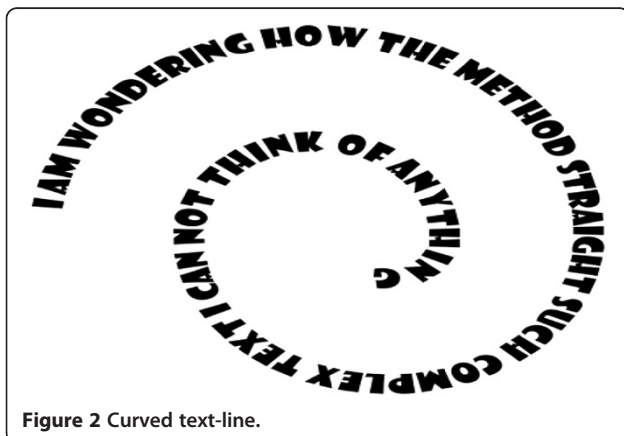 I AM WONDERING HOW THE METHOD STRAIGHT SUCH COMPLEX TEXT I CAN NOT THINK OF ANYTHING
Figure 2 Curved text-line.